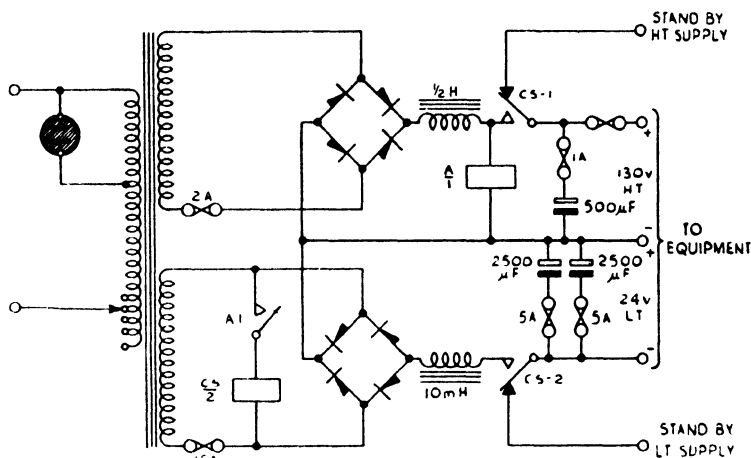 STAND BY
HT SUPPLY
½ H
CS-1
2 A
A
1
1A
500µF
+
130V
HT
-
+
TO
EQUIPMENT
2500
µF
2500
µF
A1
CS
2
5A
5A
24V
LT
-
10mH
CS-2
STAND BY
LT SUPPLY